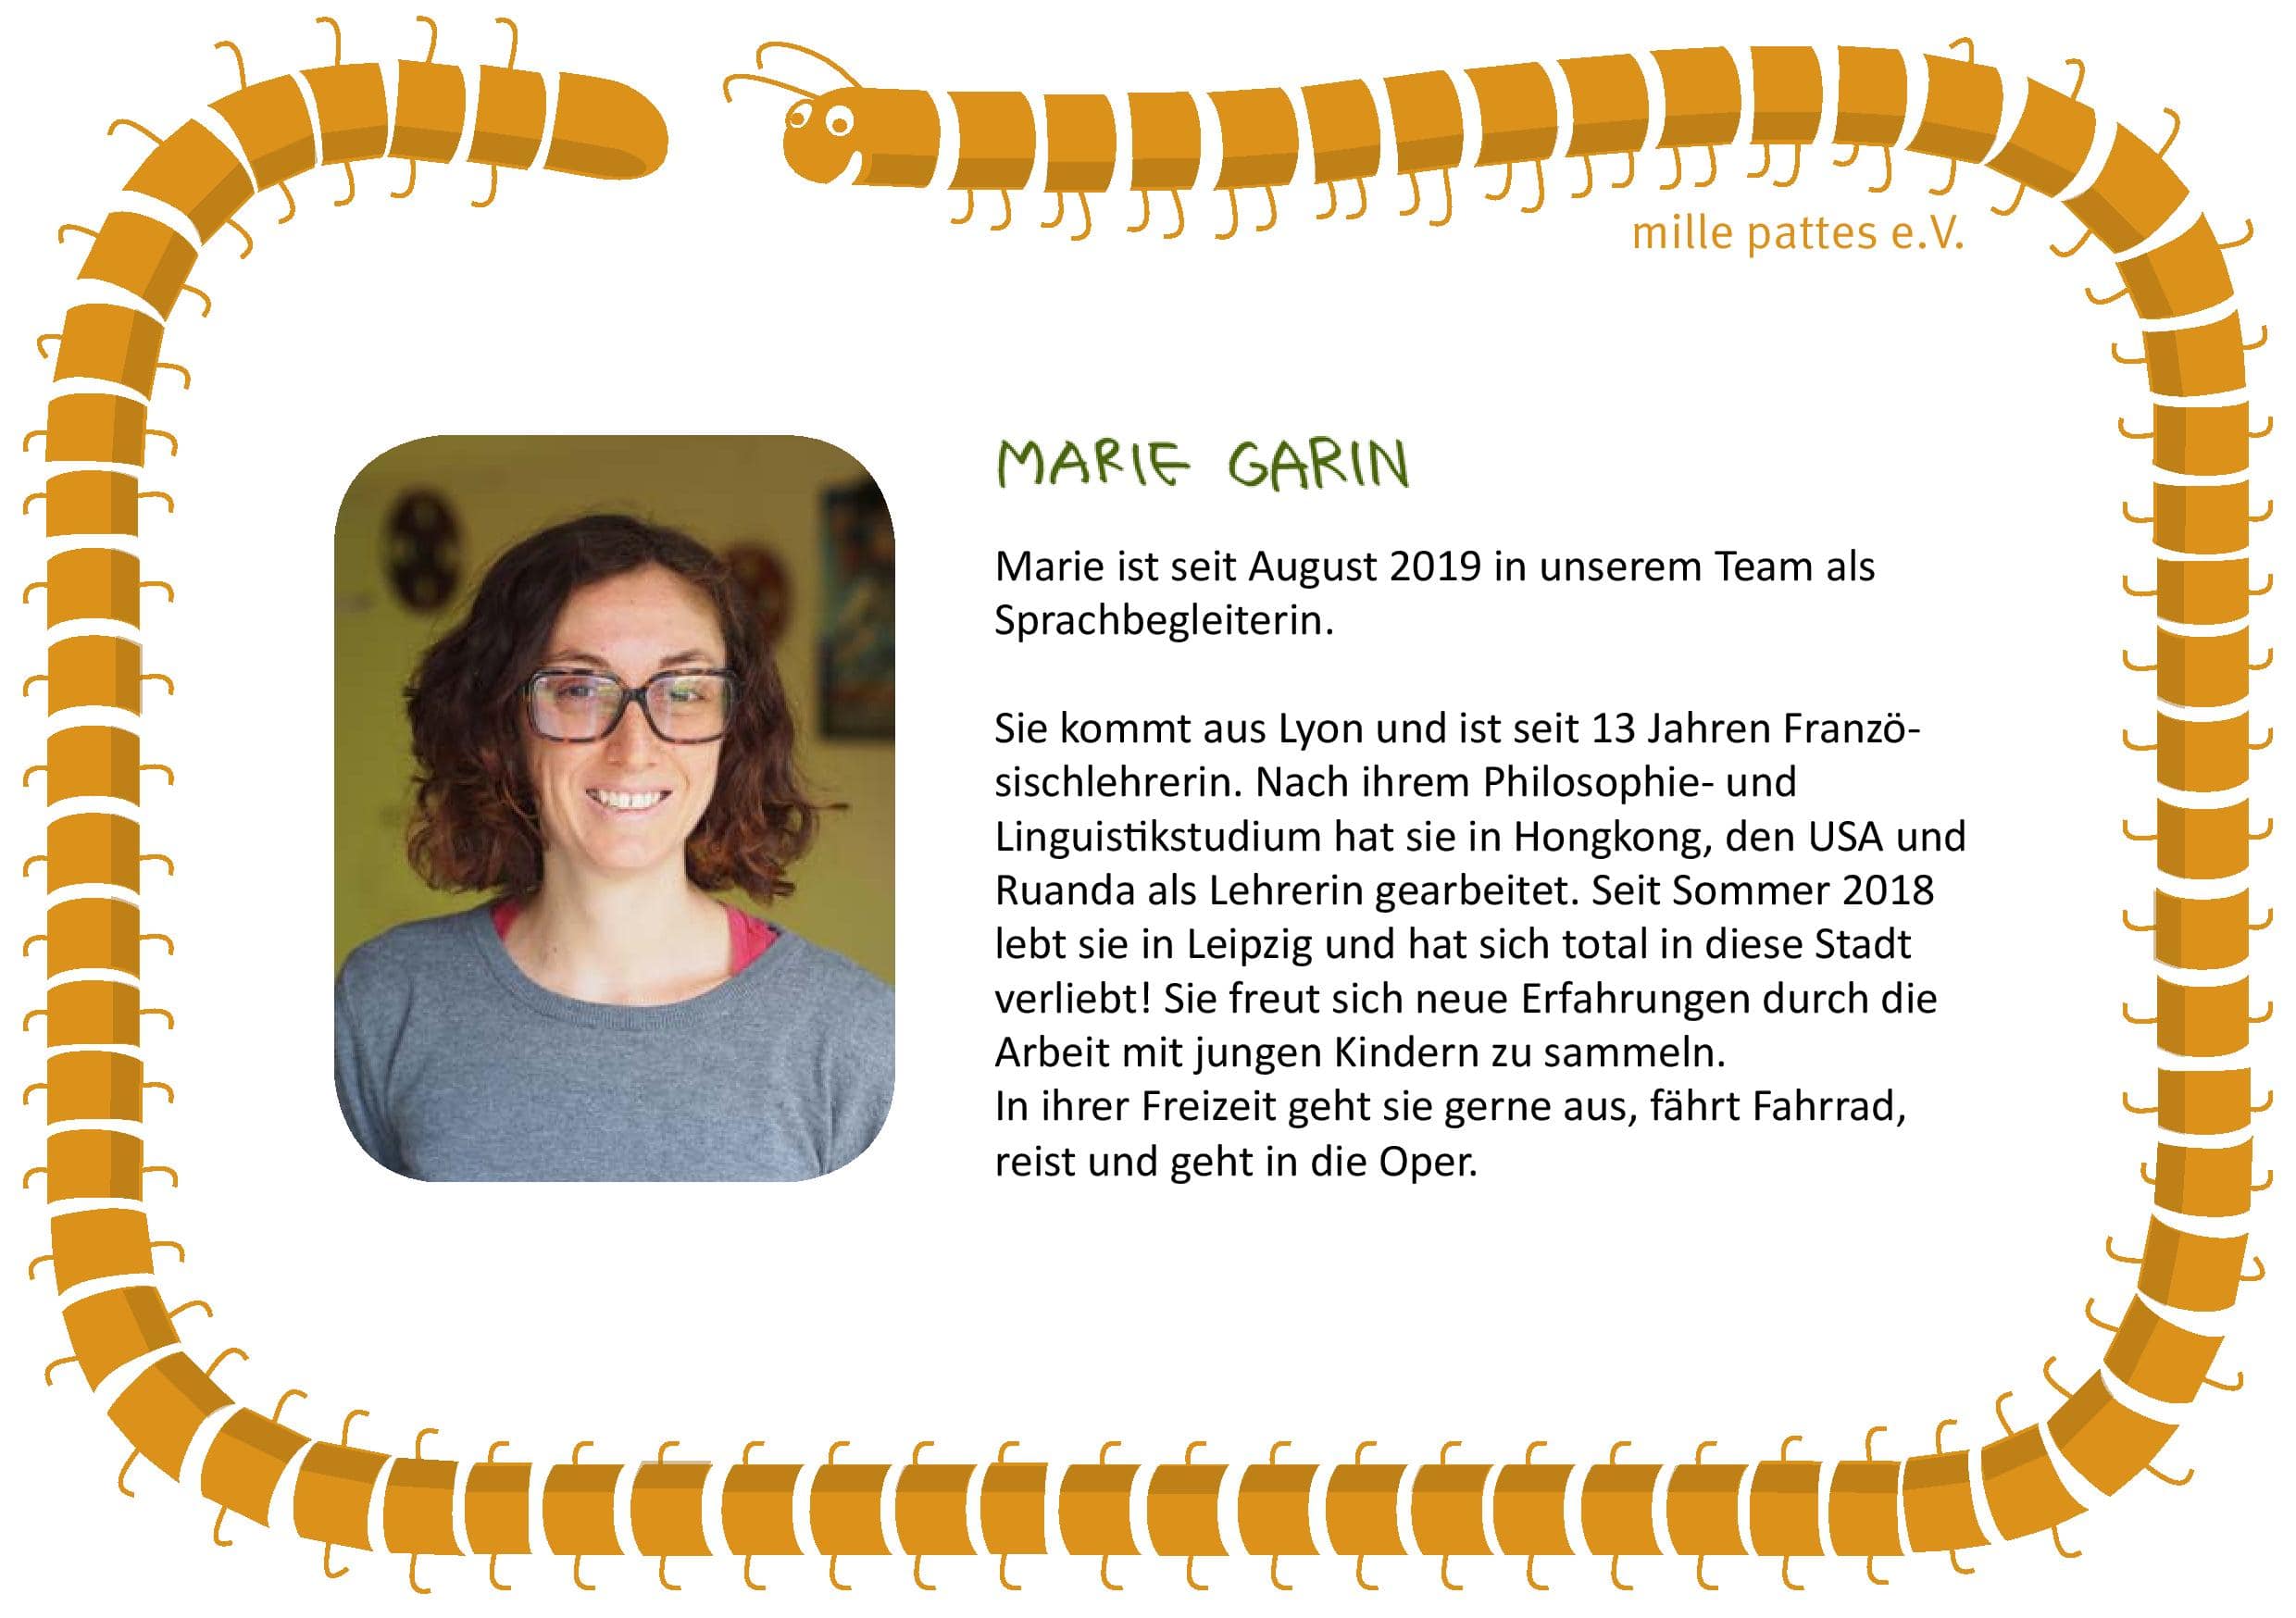 mille pattes e.V.
MARIE GARIN
Marie ist seit August 2019 in unserem Team als
Sprachbegleiterin.
Sie kommt aus Lyon und ist seit 13 Jahren Franzö-
sischlehrerin. Nach ihrem Philosophie- und
Linguistikstudium hat sie in Hongkong, den USA und
Ruanda als Lehrerin gearbeitet. Seit Sommer 2018
lebt sie in Leipzig und hat sich total in diese Stadt
verliebt! Sie freut sich neue Erfahrungen durch die
Arbeit mit jungen Kindern zu sammeln.
In ihrer Freizeit geht sie gerne aus, fährt Fahrrad,
reist und geht in die Oper.